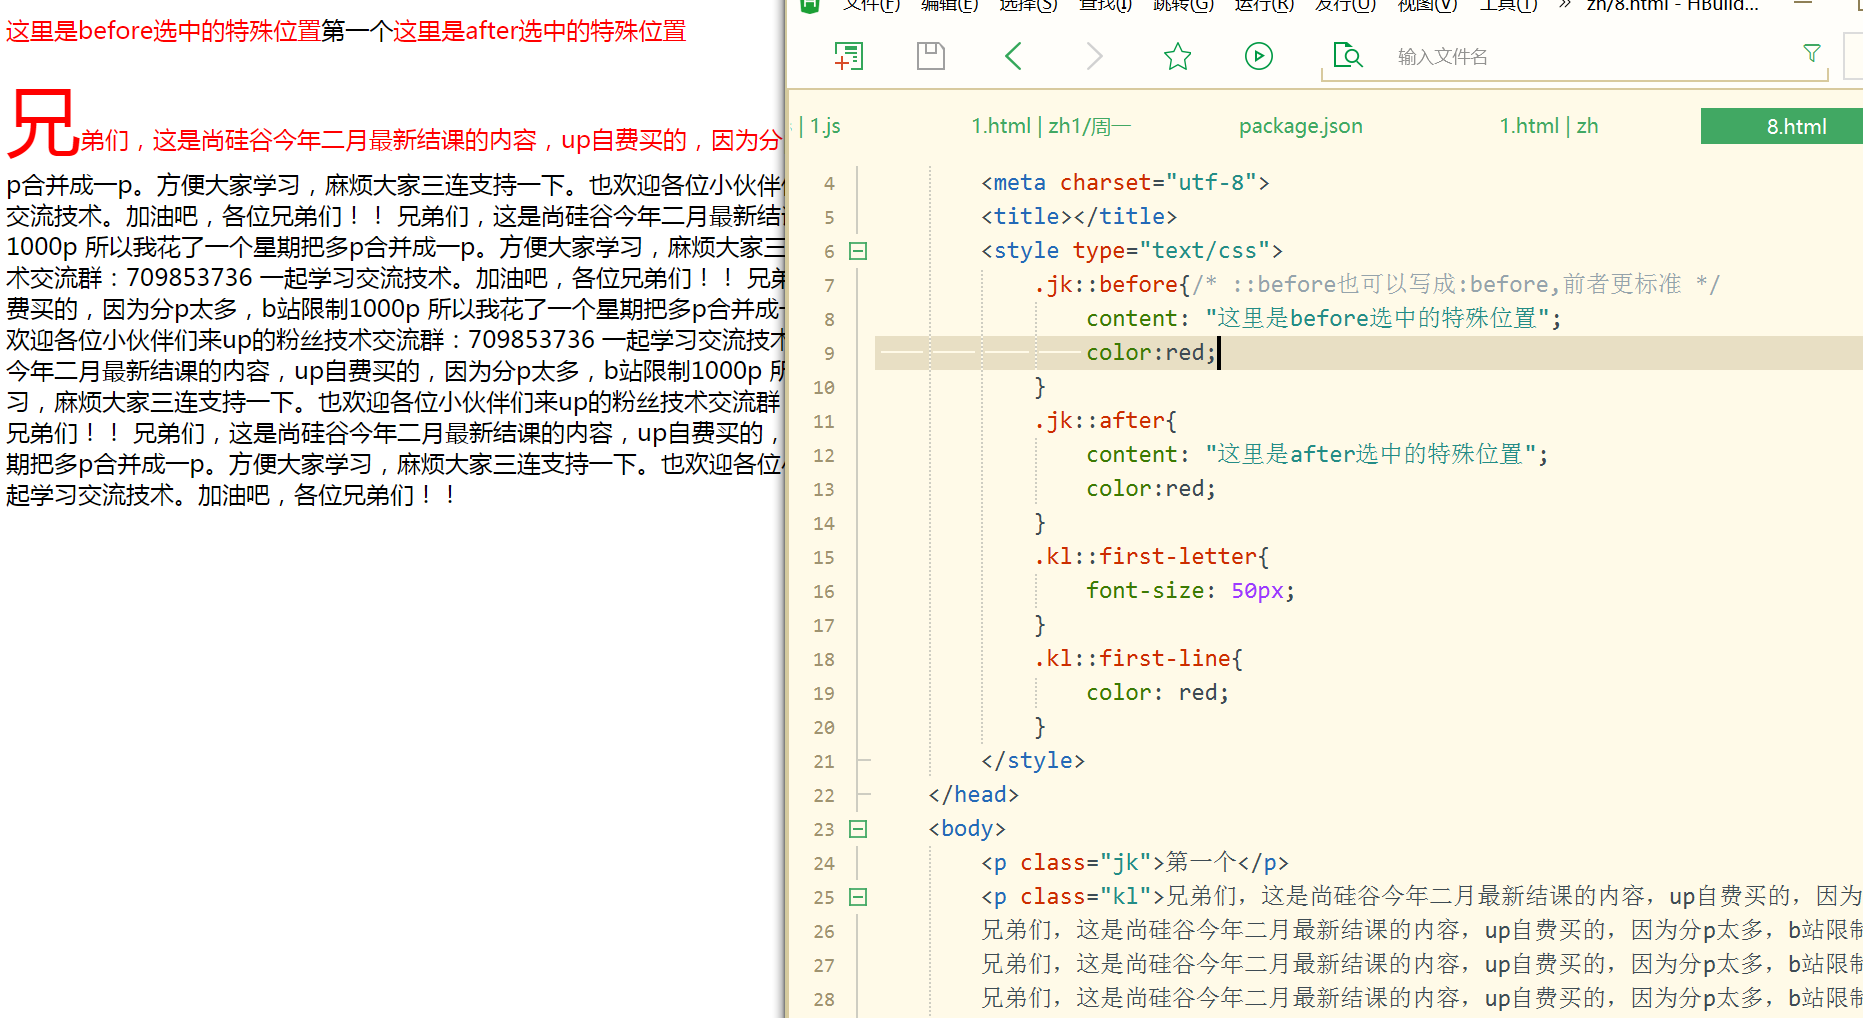 这里是before选中的特殊位置第一个这里是after选中的特殊位置
兄弟们，这是尚硅谷今年二月最新结课的内容，up自费买的，因为分
p合并成一p。方便大家学习，麻烦大家三连支持一下。也欢迎各位小伙伴
交流技术。加油吧，各位兄弟们！！ 兄弟们，这是尚硅谷今年二月最新结
1000p 所以我花了一个星期把多p合并成一p。方便大家学习，麻烦大家三
术交流群：709853736 一起学习交流技术。加油吧，各位兄弟们！！ 兄弟
费买的，因为分p太多，b站限制1000p 所以我花了一个星期把多p合并成
欢迎各位小伙伴们来up的粉丝技术交流群：709853736 一起学习交流技术
今年二月最新结课的内容，up自费买的，因为分p太多，b站限制1000p 所
习，麻烦大家三连支持一下。也欢迎各位小伙伴们来up的粉丝技术交流群
兄弟们！！ 兄弟们，这是尚硅谷今年二月最新结课的内容，up自费买的，
期把多p合并成一p。方便大家学习，麻烦大家三连支持一下。也欢迎各位
起学习交流技术。加油吧，各位兄弟们！！
文件(F) 编辑(E) 选择(S) 查找(I) 跳转(G) 运行(R) 发行(U) 视图(V) 工具(T) » zh/8.html - HBuild...
输入文件名
| 1.js 1.html | zh1/周一 package.json 1.html | zh 8.html
4 <meta charset="utf-8">
5 <title></title>
6 <style type="text/css">
7 .jk::before{/* ::before也可以写成:before,前者更标准 */
8 content: "这里是before选中的特殊位置";
9 color:red;
10 }
11 .jk::after{
12 content: "这里是after选中的特殊位置";
13 color:red;
14 }
15 .kl::first-letter{
16 font-size: 50px;
17 }
18 .kl::first-line{
19 color: red;
20 }
21 </style>
22 </head>
23 <body>
24 <p class="jk">第一个</p>
25 <p class="kl">兄弟们，这是尚硅谷今年二月最新结课的内容，up自费买的，因为
26 兄弟们，这是尚硅谷今年二月最新结课的内容，up自费买的，因为分p太多，b站限制
27 兄弟们，这是尚硅谷今年二月最新结课的内容，up自费买的，因为分p太多，b站限制
28 兄弟们，这是尚硅谷今年二月最新结课的内容，up自费买的，因为分p太多，b站限制